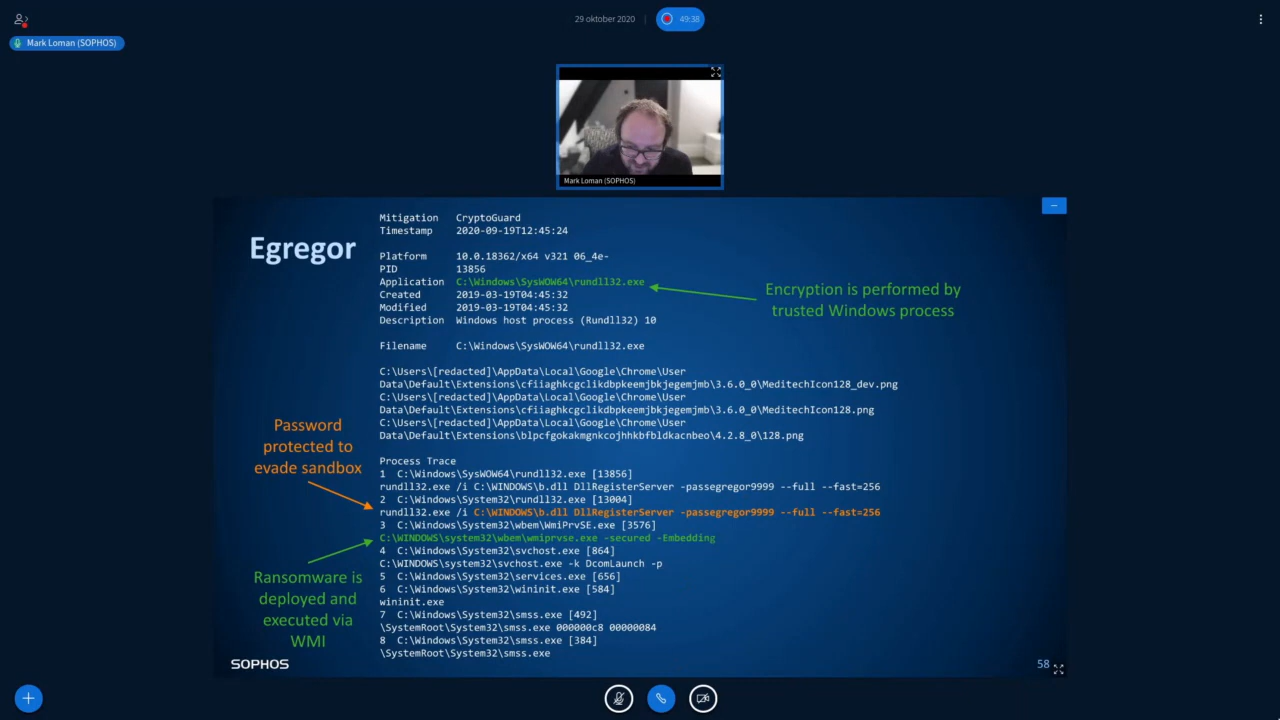 29 oktober 2020
49:38
Mark Loman (SOPHOS)
Mark Loman (SOPHOS)
Egregor
Mitigation CryptoGuard
Timestamp 2020-09-19T12:45:24
Platform 10.0.18362/x64 v321 06_4e-
PID 13856
Application C:\Windows\SysWOW64\rundll32.exe
Created 2019-03-19T04:45:32
Modified 2019-03-19T04:45:32
Description Windows host process (Rundll32) 10
Filename C:\Windows\SysWOW64\rundll32.exe
Encryption is performed by
trusted Windows process
C:\Users\[redacted]\AppData\Local\Google\Chrome\User
Data\Default\Extensions\cfiiaghkcgclikdbpkeemjbkjegemjmb\3.6.0_0\MeditechIcon128_dev.png
C:\Users\[redacted]\AppData\Local\Google\Chrome\User
Data\Default\Extensions\cfiiaghkcgclikdbpkeemjbkjegemjmb\3.6.0_0\MeditechIcon128.png
C:\Users\[redacted]\AppData\Local\Google\Chrome\User
Data\Default\Extensions\blpcfgokakmgnkcojhhkbfbldkacnbeo\4.2.8_0\128.png
Password
protected to
evade sandbox
Process Trace
1 C:\Windows\SysWOW64\rundll32.exe [13856]
rundll32.exe /i C:\WINDOWS\b.dll DllRegisterServer -passegregor9999 --full --fast=256
2 C:\Windows\System32\rundll32.exe [13004]
rundll32.exe /i C:\WINDOWS\b.dll DllRegisterServer -passegregor9999 --full --fast=256
3 C:\Windows\System32\wbem\WmiPrvSE.exe [3576]
C:\WINDOWS\system32\wbem\wmiprvse.exe -secured -Embedding
4 C:\Windows\System32\svchost.exe [864]
C:\WINDOWS\system32\svchost.exe -k DcomLaunch -p
5 C:\Windows\System32\services.exe [656]
6 C:\Windows\System32\wininit.exe [584]
wininit.exe
7 C:\Windows\System32\smss.exe [492]
\SystemRoot\System32\smss.exe 000000c8 00000084
8 C:\Windows\System32\smss.exe [384]
\SystemRoot\System32\smss.exe
Ransomware is
deployed and
executed via
WMI
SOPHOS
58